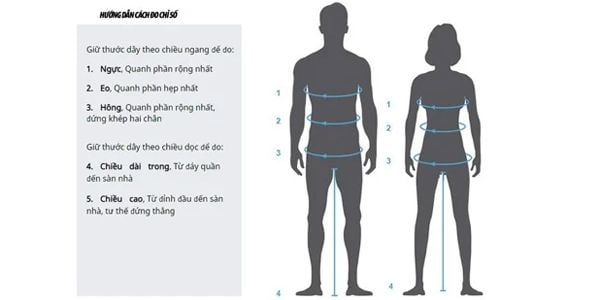 HƯỚNG DẪN CÁCH ĐO CHỈ SỐ
Giữ thước dây theo chiều ngang để đo:
1. Ngực, Quanh phần rộng nhất
2. Eo, Quanh phần hẹp nhất
3. Hông, Quanh phần rộng nhất,
đứng khép hai chân
Giữ thước dây theo chiều dọc để đo:
4. Chiều dài trong, Từ đáy quần
đến sàn nhà
5. Chiều cao, Từ đỉnh đầu đến sàn
nhà, tư thế đứng thẳng
1
1
2
2
3
3
4
4